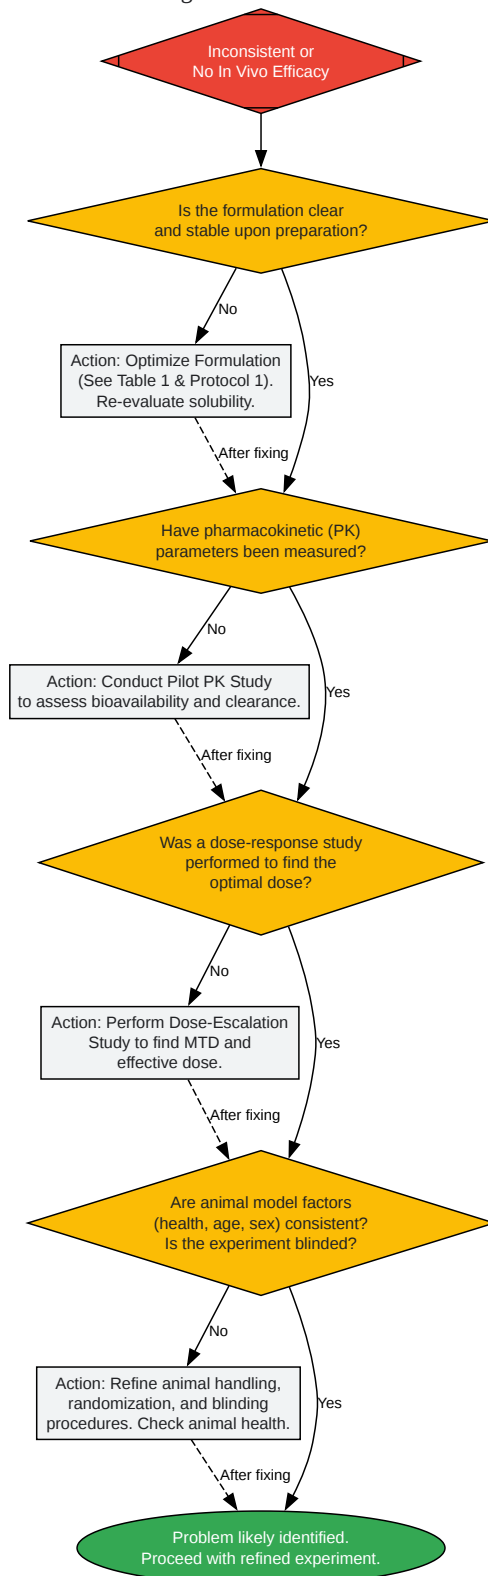 Inconsistent or
No In Vivo Efficacy
Is the formulation clear
and stable upon preparation?
No
Action: Optimize Formulation
(See Table 1 & Protocol 1).
Re-evaluate solubility.
Yes
After fixing
Have pharmacokinetic (PK)
parameters been measured?
No
Action: Conduct Pilot PK Study
to assess bioavailability and clearance.
Yes
After fixing
Was a dose-response study
performed to find the
optimal dose?
No
Action: Perform Dose-Escalation
Study to find MTD and
effective dose.
Yes
After fixing
Are animal model factors
(health, age, sex) consistent?
Is the experiment blinded?
No
Action: Refine animal handling,
randomization, and blinding
procedures. Check animal health.
Yes
After fixing
Problem likely identified.
Proceed with refined experiment.